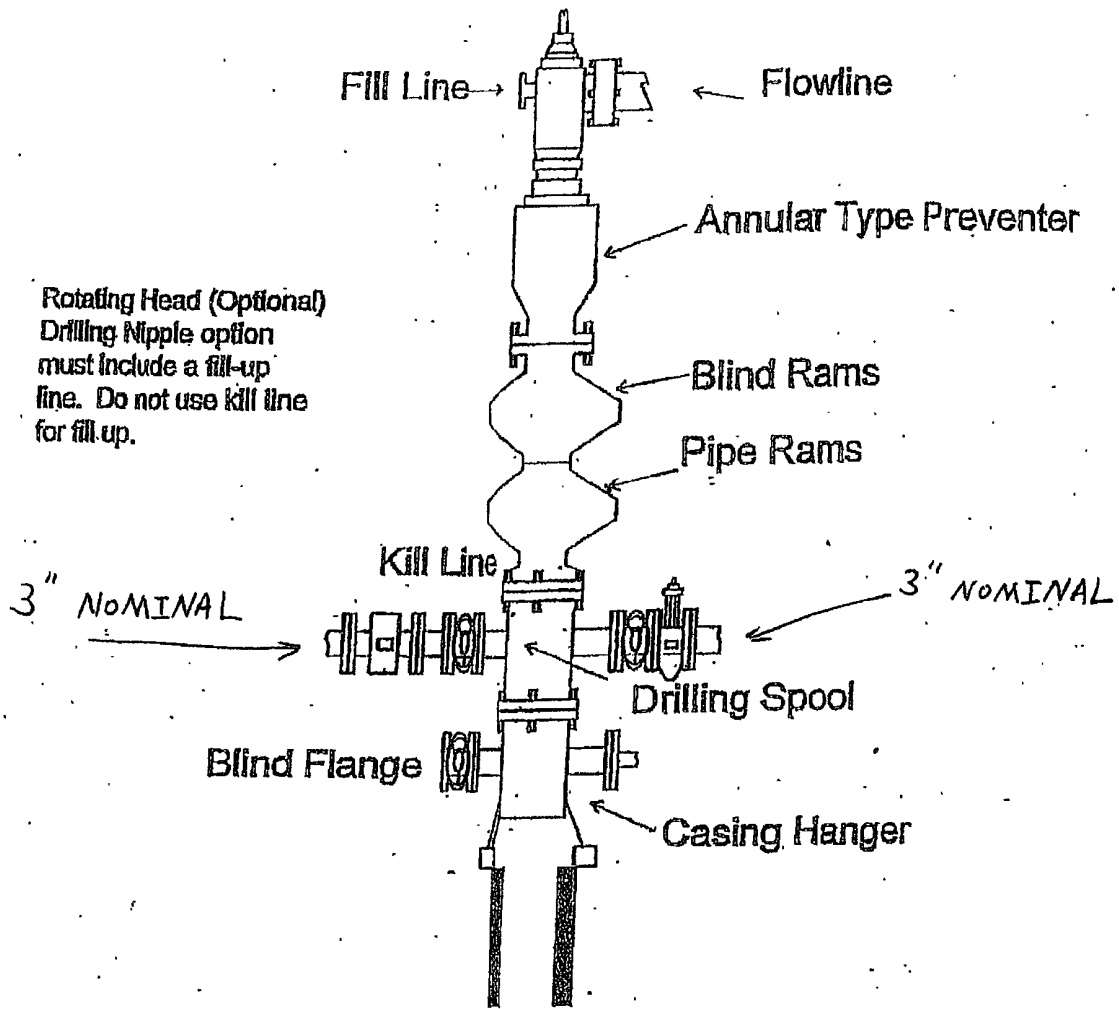 Fill Line
Flowline
Annular Type Preventer
Rotating Head (Optional)
Drilling Nipple option
must include a fill-up
line. Do not use kill line
for fill up.
Blind Rams
Pipe Rams
Kill Line
3" NOMINAL
3" NOMINAL
Drilling Spool
Blind Flange
Casing Hanger